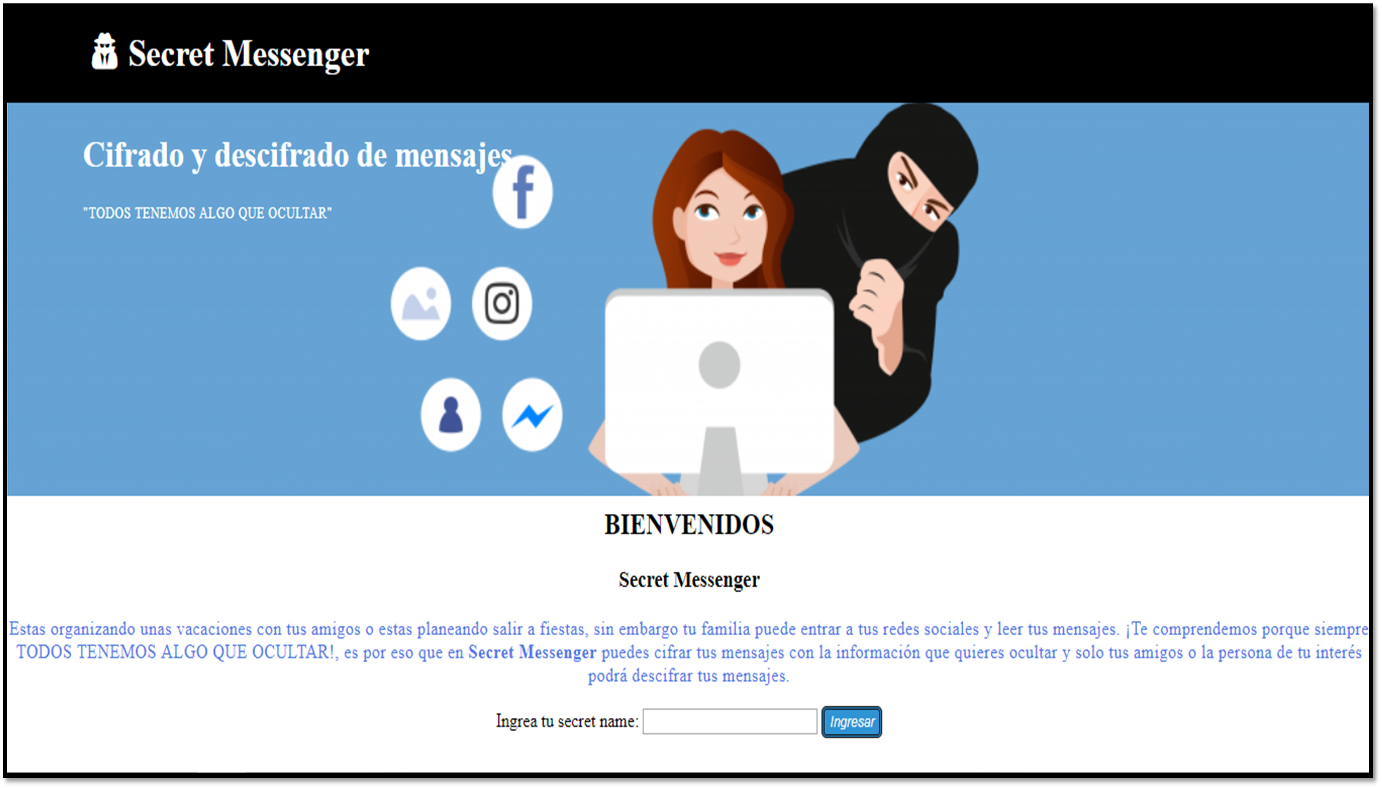 Secret Messenger
Cifrado y descifrado de mensajes
"TODOS TENEMOS ALGO QUE OCULTAR"
BIENVENIDOS
Secret Messenger
Estas organizando unas vacaciones con tus amigos o estas planeando salir a fiestas, sin embargo tu familia puede entrar a tus redes sociales y leer tus mensajes. ¡Te comprendemos porque siempre
TODOS TENEMOS ALGO QUE OCULTAR!, es por eso que en Secret Messenger puedes cifrar tus mensajes con la información que quieres ocultar y solo tus amigos o la persona de tu interés
podrá descifrar tus mensajes.
Ingrea tu secret name: Ingresar